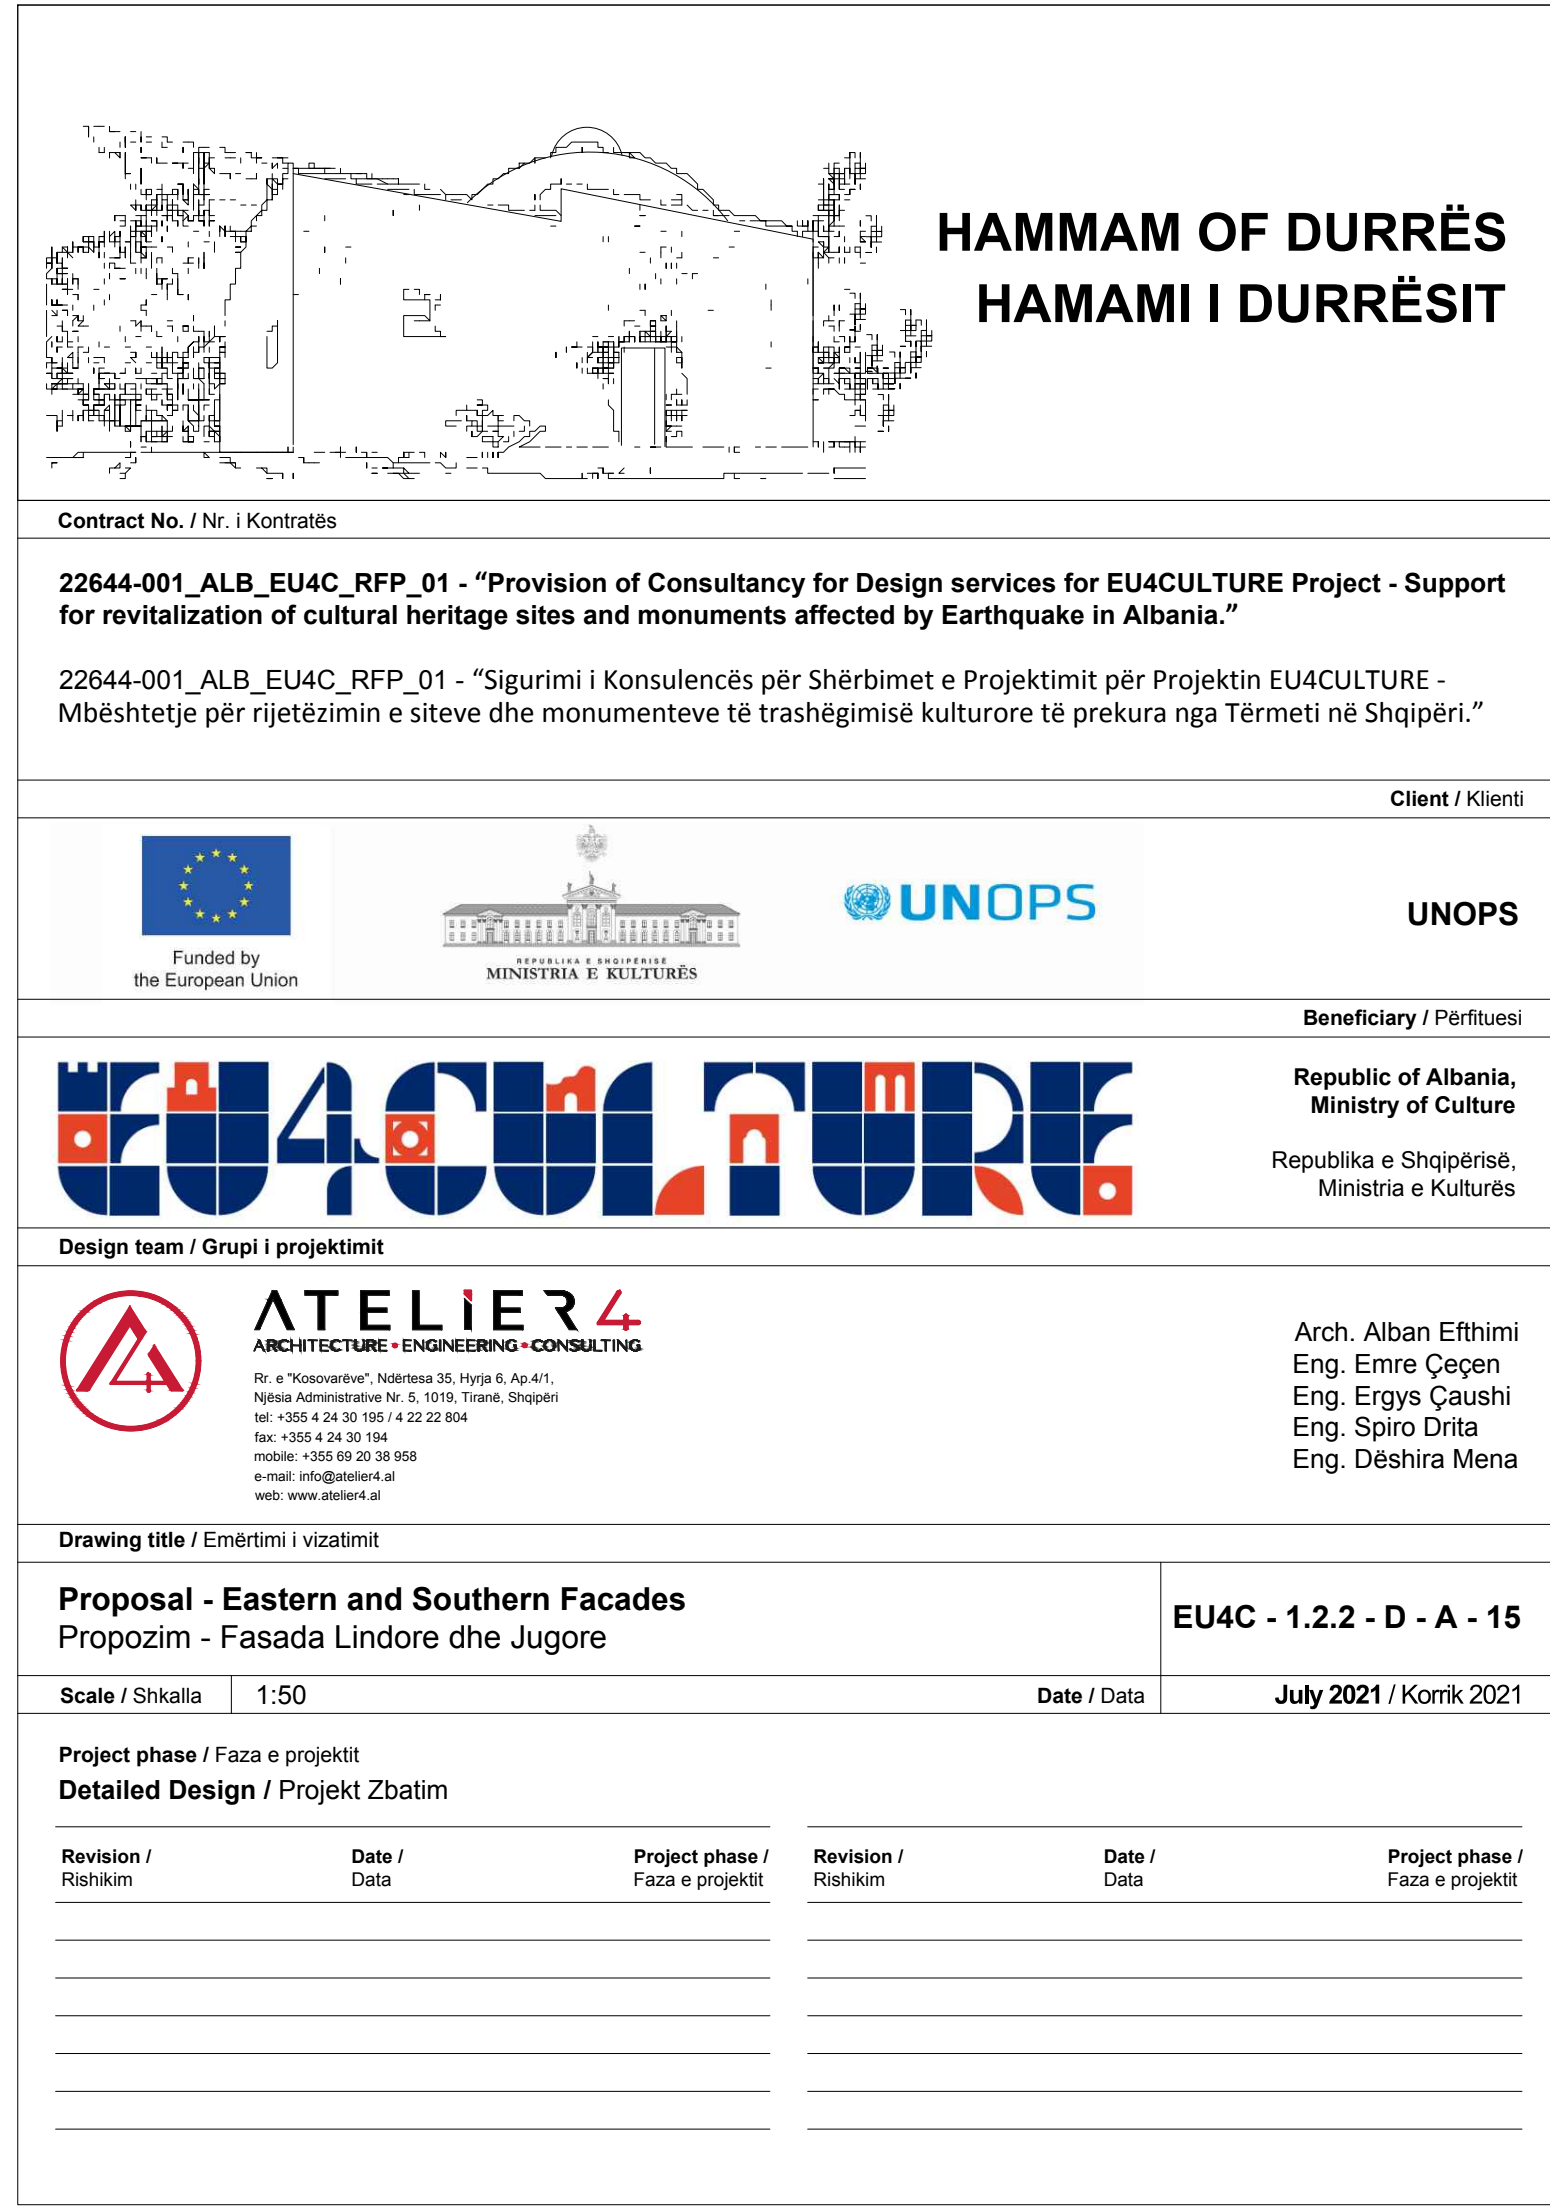 HAMMAM OF DURRËS
HAMAMI I DURRËSIT
Contract No. / Nr. i Kontratës
22644-001_ALB_EU4C_RFP_01 - “Provision of Consultancy for Design services for EU4CULTURE Project - Support
for revitalization of cultural heritage sites and monuments affected by Earthquake in Albania.”
22644-001_ALB_EU4C_RFP_01 - “Sigurimi i Konsulencës për Shërbimet e Projektimit për Projektin EU4CULTURE -
Mbështetje për rijetëzimin e siteve dhe monumenteve të trashëgimisë kulturore të prekura nga Tërmeti në Shqipëri.”
Client / Klienti
Funded by
the European Union
REPUBLIKA E SHQIPËRISË
MINISTRIA E KULTURËS
UNOPS
UNOPS
Beneficiary / Përfituesi
EU4CULTURE
Republic of Albania,
Ministry of Culture
Republika e Shqipërisë,
Ministria e Kulturës
Design team / Grupi i projektimit
ATELIER 4
ARCHITECTURE • ENGINEERING • CONSULTING
Rr. e "Kosovarëve", Ndërtesa 35, Hyrja 6, Ap.4/1,
Njësia Administrative Nr. 5, 1019, Tiranë, Shqipëri
tel: +355 4 24 30 195 / 4 22 22 804
fax: +355 4 24 30 194
mobile: +355 69 20 38 958
e-mail: info@atelier4.al
web: www.atelier4.al
Arch. Alban Efthimi
Eng. Emre Çeçen
Eng. Ergys Çaushi
Eng. Spiro Drita
Eng. Dëshira Mena
Drawing title / Emërtimi i vizatimit
Proposal - Eastern and Southern Facades
Propozim - Fasada Lindore dhe Jugore
EU4C - 1.2.2 - D - A - 15
Scale / Shkalla 1:50 Date / Data July 2021 / Korrik 2021
Project phase / Faza e projektit
Detailed Design / Projekt Zbatim
Revision / Date / Project phase / Revision / Date / Project phase /
Rishikim Data Faza e projektit Rishikim Data Faza e projektit